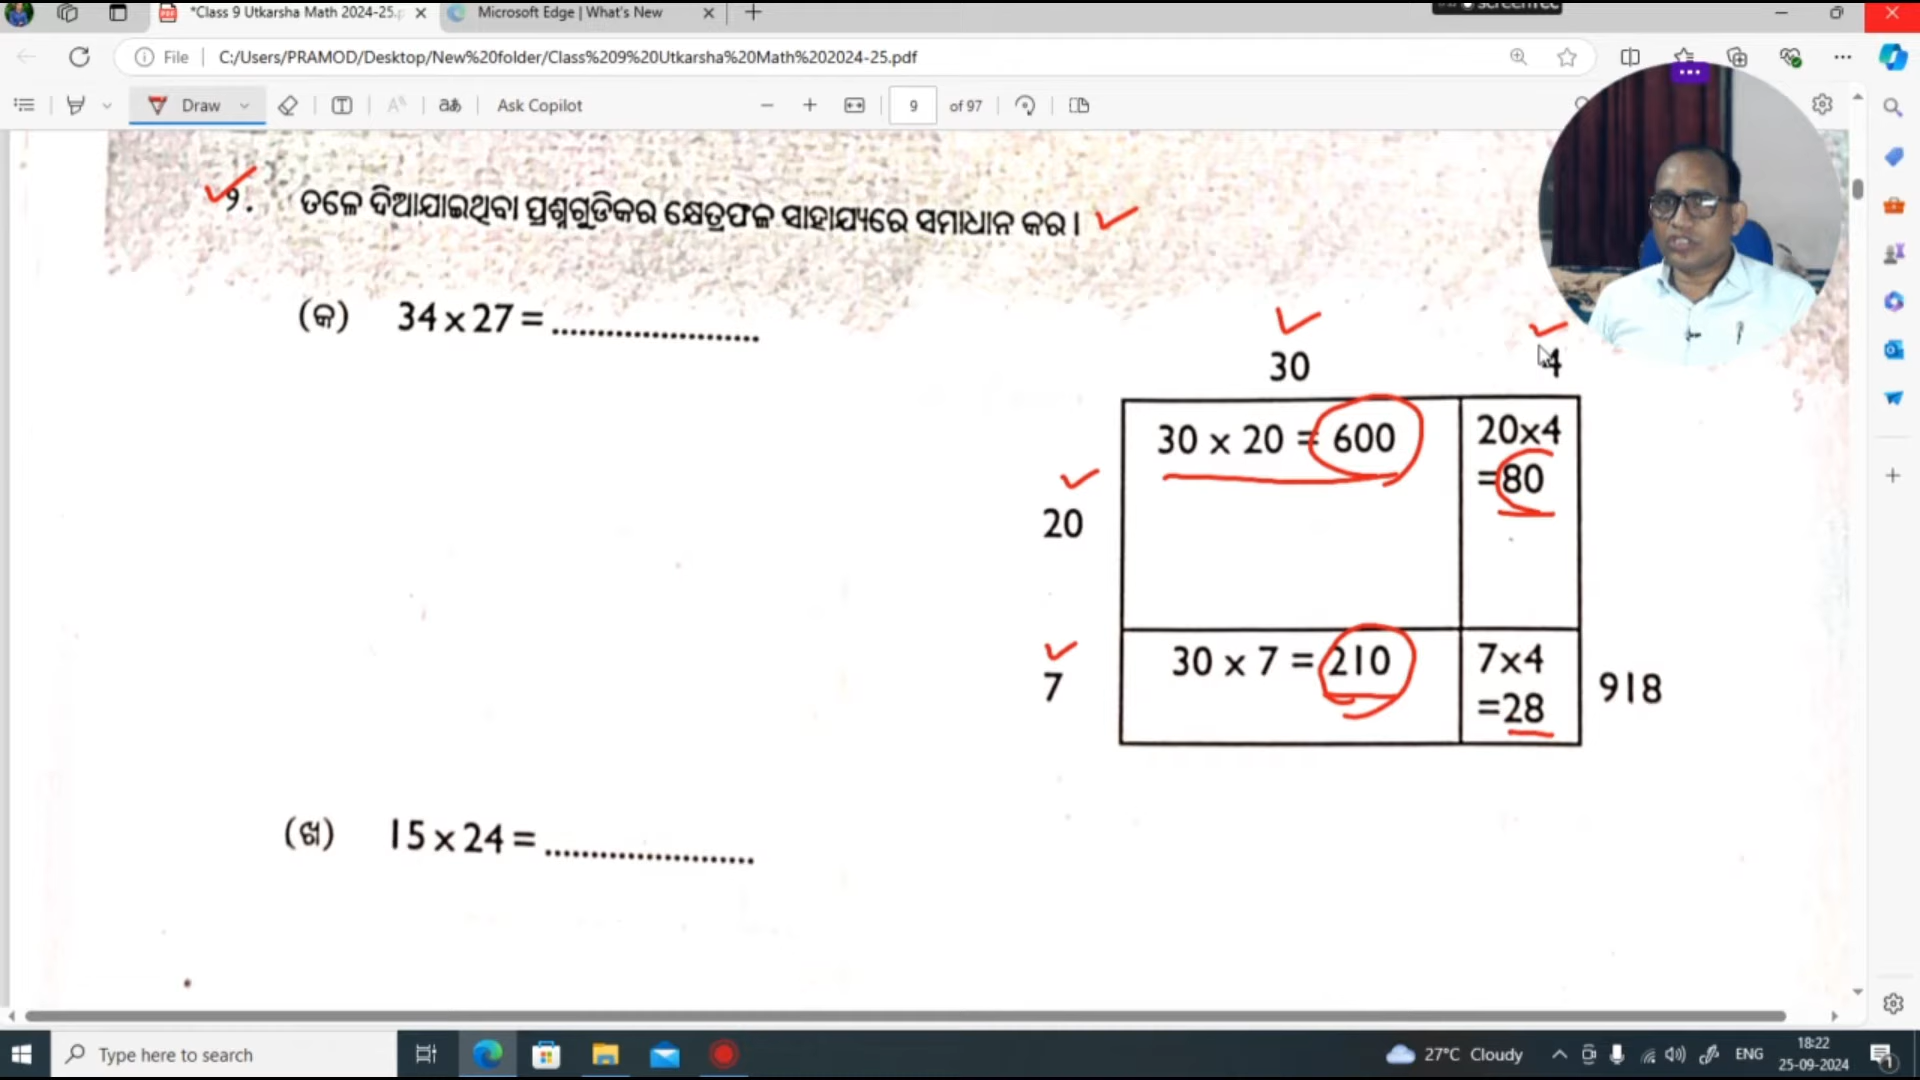 *Class 9 Utkarsha Math 2024-25.p
Microsoft Edge | What's New
File
C:/Users/PRAMOD/Desktop/New%20folder/Class%209%20Utkarsha%20Math%202024-25.pdf
Draw
Ask Copilot
9 of 97
୨. ତଳେ ଦିଆଯାଇଥିବା ପ୍ରଶ୍ନଗୁଡିକର କ୍ଷେତ୍ରଫଳ ସାହାଯ୍ୟରେ ସମାଧାନ କର।
(କ) 34 x 27 = ........................
30 4
30 x 20 = 600 20x4
=80
20
30 x 7 = 210 7x4
7 =28 918
(ଖ) 15 x 24 = ........................
Type here to search
27°C Cloudy
ENG
18:22
25-09-2024